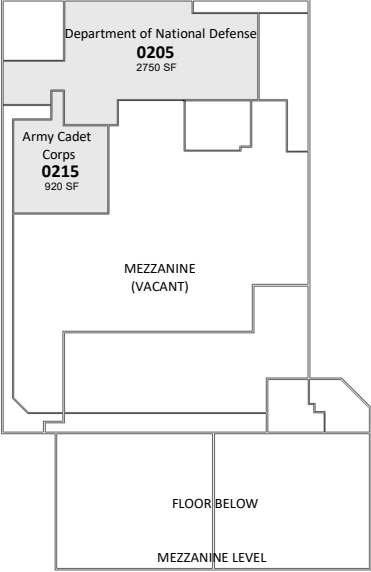 Department of National Defense
0205
2750 SF
Army Cadet
Corps
0215
920 SF
MEZZANINE
(VACANT)
FLOOR BELOW
MEZZANINE LEVEL